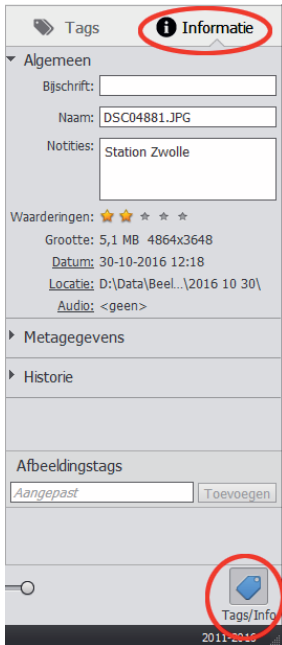 Tags Informatie
Algemeen
Bijschrift:
Naam: DSC04881.JPG
Notities: Station Zwolle
Waarderingen:
Grootte: 5,1 MB 4864x3648
Datum: 30-10-2016 12:18
Locatie: D:\Data\Beel...\2016 10 30\
Audio: <geen>
Metagegevens
Historie
Afbeeldingstags
Aangepast Toevoegen
Tags/Info
2011-2016